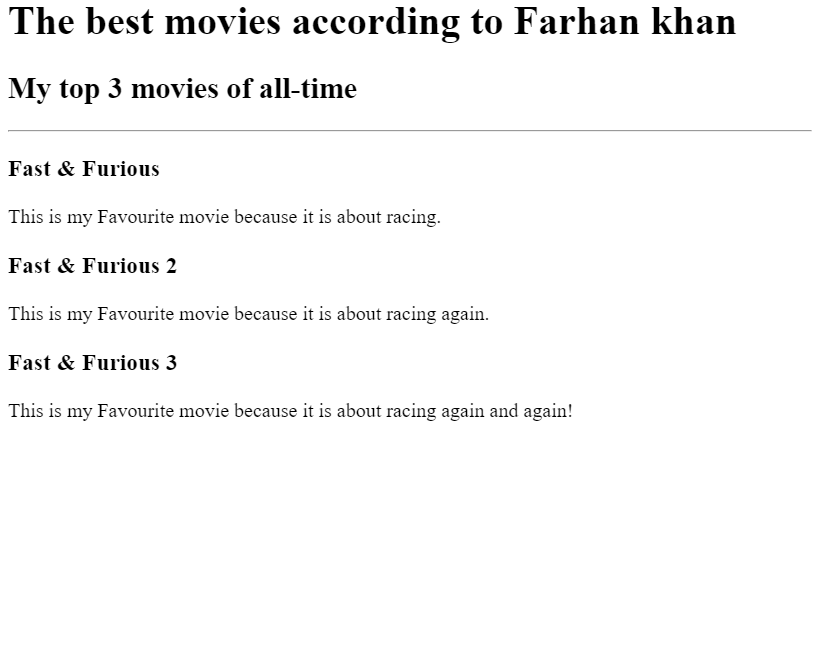 The best movies according to Farhan khan
My top 3 movies of all-time
Fast & Furious
This is my Favourite movie because it is about racing.
Fast & Furious 2
This is my Favourite movie because it is about racing again.
Fast & Furious 3
This is my Favourite movie because it is about racing again and again!